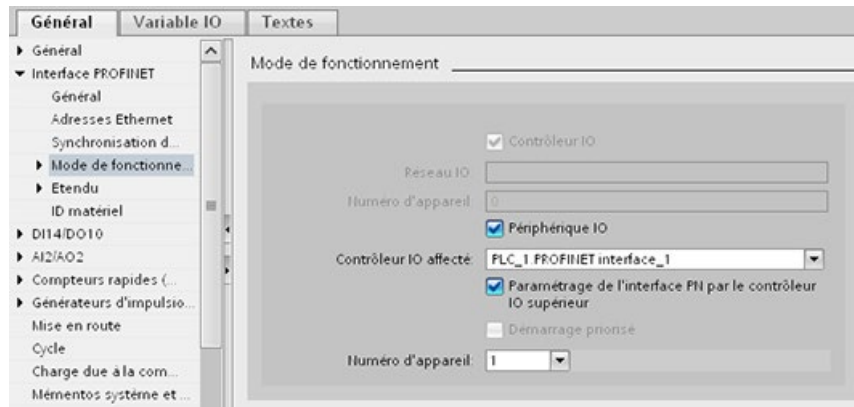 Général
Variable IO
Textes
Général
Interface PROFINET
Général
Adresses Ethernet
Synchronisation d...
Mode de fonctionne...
Etendu
ID matériel
DI14/DO10
AI2/AO2
Compteurs rapides (...
Générateurs d'impulsio...
Mise en route
Cycle
Charge due à la com...
Mémentos système et ...
Mode de fonctionnement
Contrôleur IO
Réseau IO:
Numéro d'appareil: 0
Périphérique IO
Contrôleur IO affecté: PLC_1.PROFINET interface_1
Paramétrage de l'interface PN par le contrôleur
IO supérieur
Démarrage priorisé
Numéro d'appareil: 1